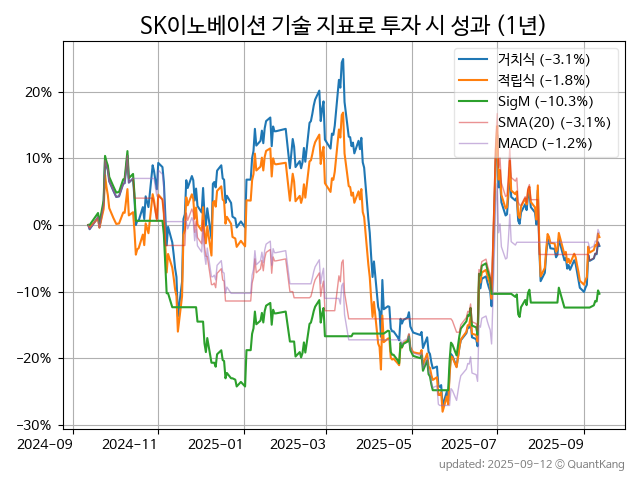 SK이노베이션 기술 지표로 투자 시 성과 (1년)
거치식 (−3.1%)
적립식 (−1.8%)
SigM (−10.3%)
SMA(20) (−3.1%)
MACD (−1.2%)
20%
10%
0%
−10%
−20%
−30%
2024-09
2024-11
2025-01
2025-03
2025-05
2025-07
2025-09
updated: 2025-09-12 © QuantKang